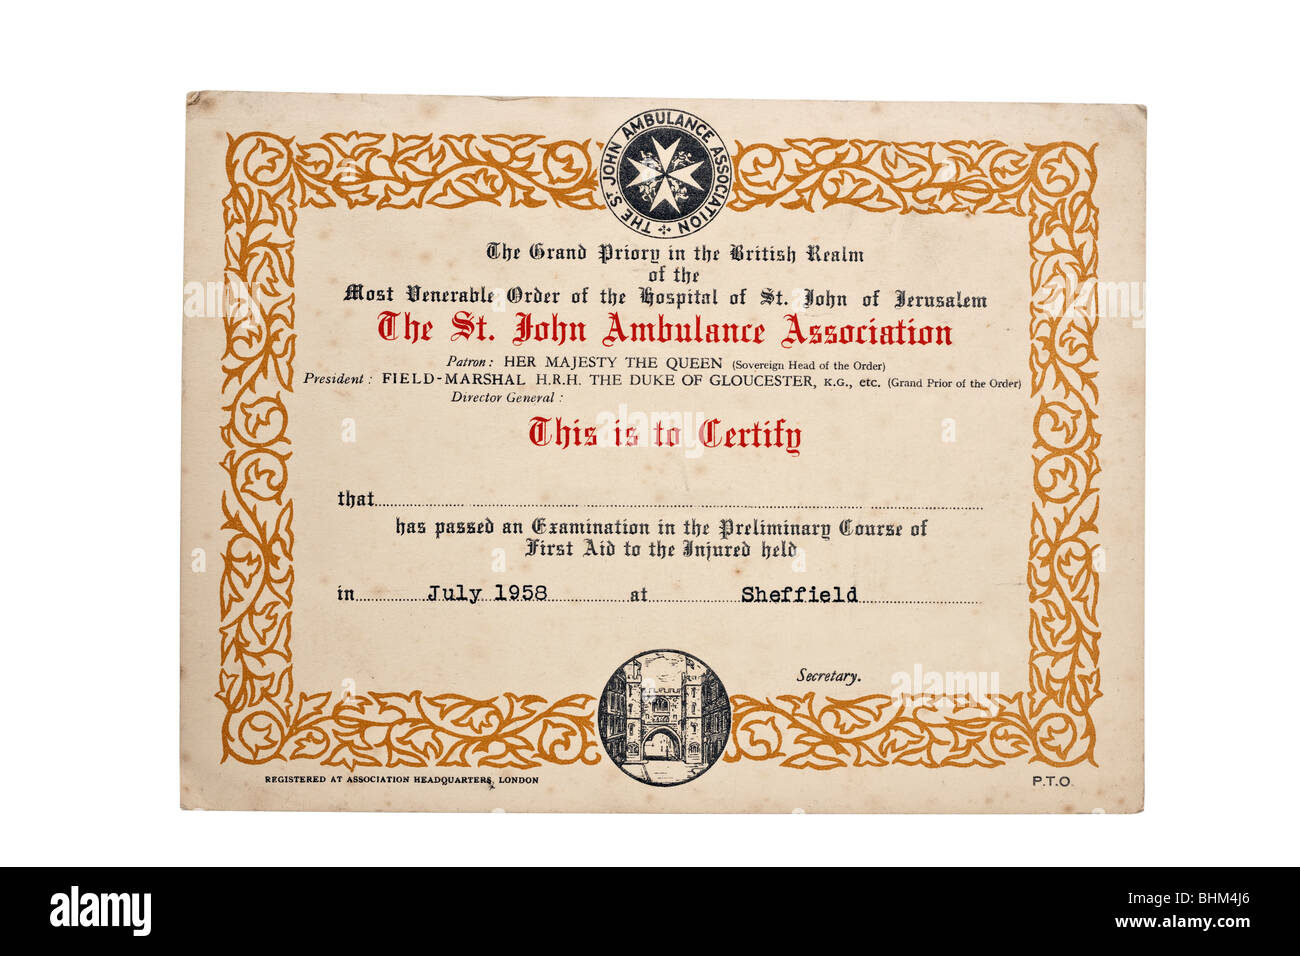 THE ST. JOHN AMBULANCE ASSOCIATION
The Grand Priory in the British Realm
of the
Most Venerable Order of the Hospital of St. John of Jerusalem
The St. John Ambulance Association
Patron: HER MAJESTY THE QUEEN (Sovereign Head of the Order)
President: FIELD-MARSHAL H.R.H. THE DUKE OF GLOUCESTER, K.G., etc. (Grand Prior of the Order)
Director General:
This is to Certify
that
has passed an Examination in the Preliminary Course of
First Aid to the Injured held
in July 1958 at Sheffield
Secretary.
REGISTERED AT ASSOCIATION HEADQUARTERS, LONDON
P.T.O.
alamy
alamy
a
alamy
Image ID: BHM4J6
www.alamy.com